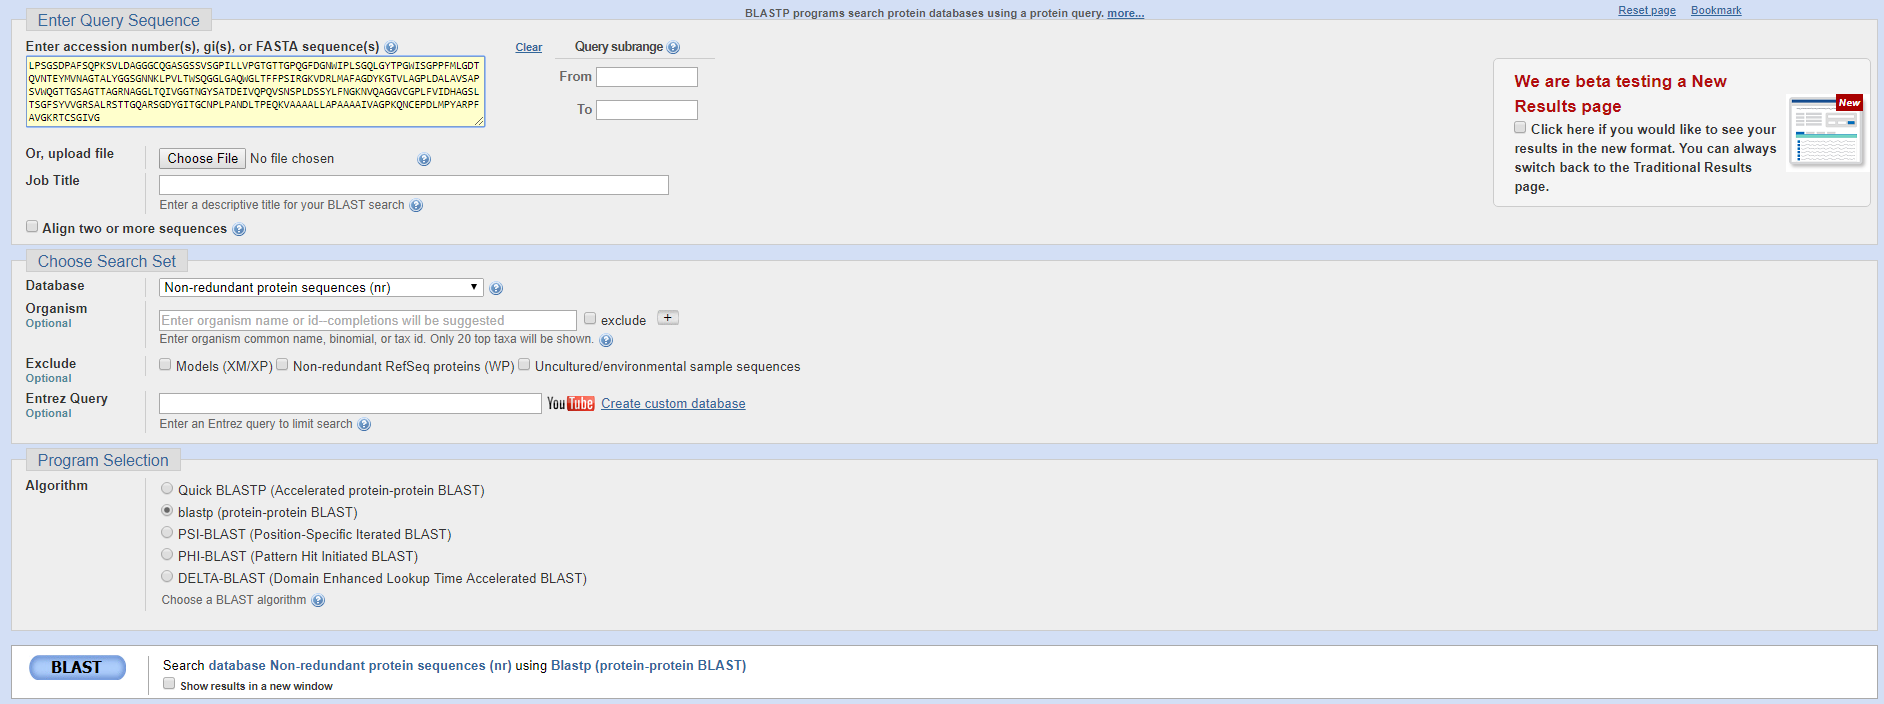 BLASTP programs search protein databases using a protein query. more...
Reset page Bookmark
Enter Query Sequence
Enter accession number(s), gi(s), or FASTA sequence(s)
Clear
Query subrange
LPSGSDPAFSQPKSVLDAGGGCQGASGSSVSGPILLVPGTGTTGPQGFDGNWIPLSGQLGYTPGWISGPPFMLGDT
QVNTEYMVNAGTALYGGSGNNKLPVLTWSQGGLGAQWGLTFFPSIRGKVDRLMAFAGDYKGTVLAGPLDALAVSAP
SVWQGTTGSAGTTAGRNAGGLTQIVGGTNGYSATDEIVQPQVSNSPLDSSYLFNGKNVQAGGVCGPLFVIDHAGSL
TSGFSYVVGRSALRSTTGQARSGDYGITGCNPLPANDLTPEQKVAAAALLAPAAAAIVAGPKQNCEPDLMPYARPF
AVGKRTCSGIVG
From
To
Or, upload file
Choose File No file chosen
Job Title
Enter a descriptive title for your BLAST search
Align two or more sequences
We are beta testing a New
Results page
New
Click here if you would like to see your
results in the new format. You can always
switch back to the Traditional Results
page.
Choose Search Set
Database
Non-redundant protein sequences (nr)
Organism
Optional
Enter organism name or id--completions will be suggested
exclude
+
Enter organism common name, binomial, or tax id. Only 20 top taxa will be shown.
Exclude
Optional
Models (XM/XP) Non-redundant RefSeq proteins (WP) Uncultured/environmental sample sequences
Entrez Query
Optional
YouTube Create custom database
Enter an Entrez query to limit search
Program Selection
Algorithm
Quick BLASTP (Accelerated protein-protein BLAST)
blastp (protein-protein BLAST)
PSI-BLAST (Position-Specific Iterated BLAST)
PHI-BLAST (Pattern Hit Initiated BLAST)
DELTA-BLAST (Domain Enhanced Lookup Time Accelerated BLAST)
Choose a BLAST algorithm
BLAST
Search database Non-redundant protein sequences (nr) using Blastp (protein-protein BLAST)
Show results in a new window